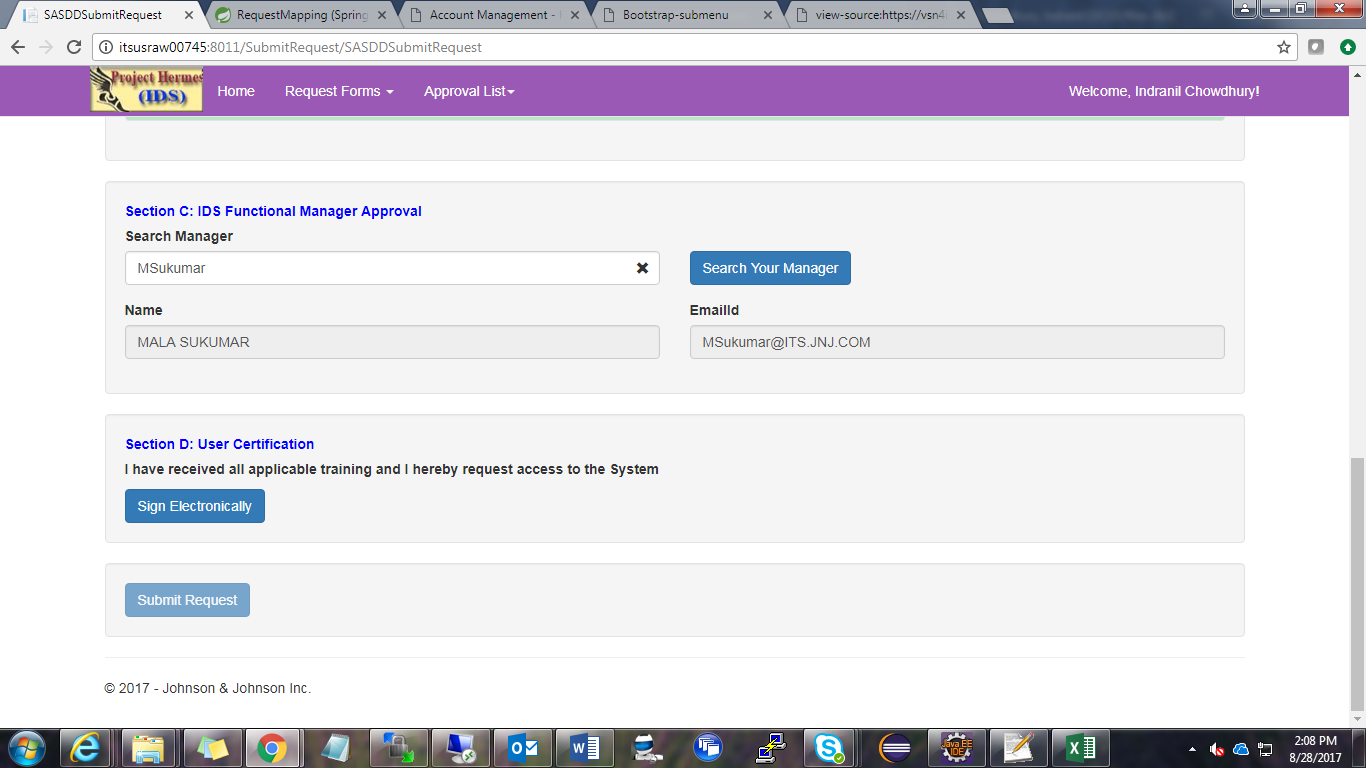 SASDDSubmitRequest
RequestMapping (Spring
Account Management -
Bootstrap-submenu
view-source:https://vsn4
itsusraw00745:8011/SubmitRequest/SASDDSubmitRequest
Project Hermes
(IDS)
Home
Request Forms
Approval List
Welcome, Indranil Chowdhury!
Section C: IDS Functional Manager Approval
Search Manager
MSukumar
Search Your Manager
Name
EmailId
MALA SUKUMAR
MSukumar@ITS.JNJ.COM
Section D: User Certification
I have received all applicable training and I hereby request access to the System
Sign Electronically
Submit Request
© 2017 - Johnson & Johnson Inc.
Java EE
IDE
2:08 PM
8/28/2017